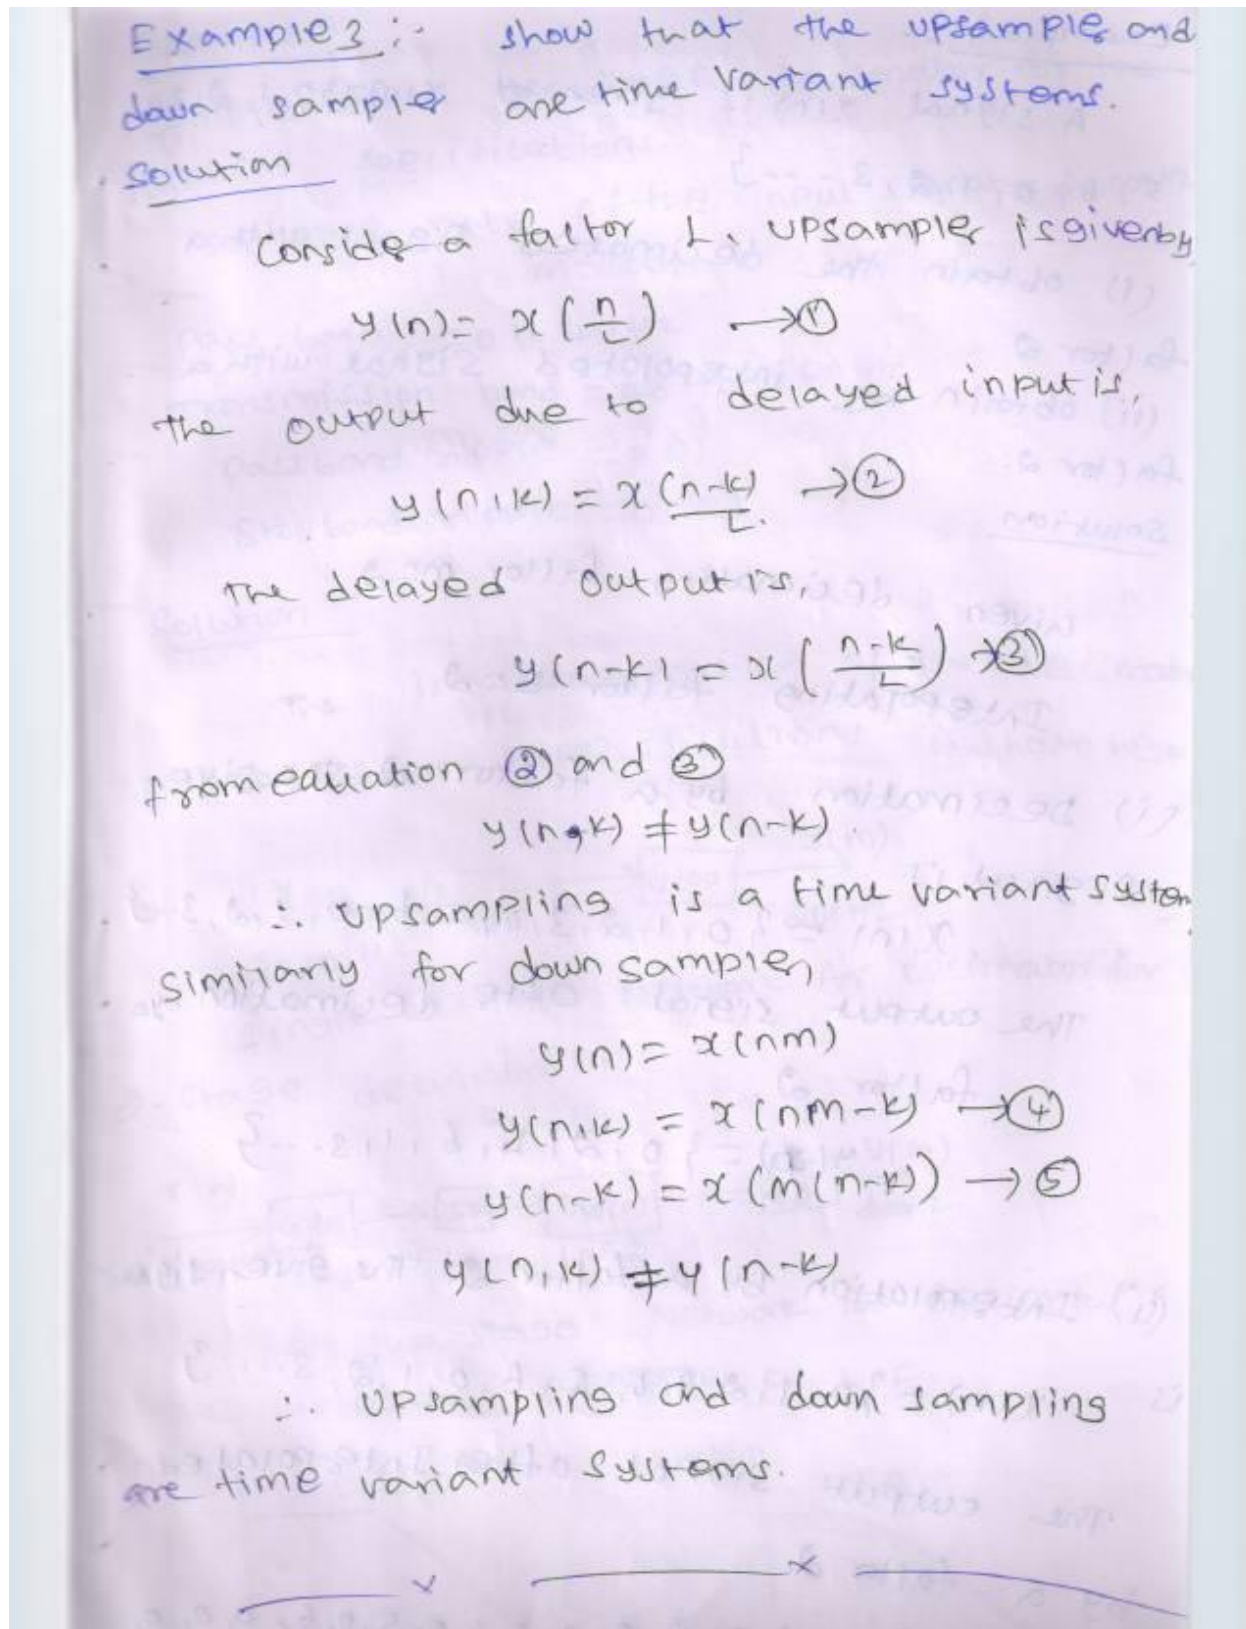 Example 3 :- show that the upsampler and
down sampler are time variant systems.
Solution
Consider a factor L, upsampler is given by
y(n) = x(n/L) → ①
The output due to delayed input is,
y(n,k) = x (n-k)/L. → ②
The delayed output is,
y(n-k) = x((n-k)/L) → ③
from equation ② and ③
y(n,k) ≠ y(n-k)
∴ upsampling is a time variant system
similarly for down sampler,
y(n) = x(nm)
y(n,k) = x(nm-k) → ④
y(n-k) = x(m(n-k)) → ⑤
y(n,k) ≠ y(n-k)
∴ upsampling and down sampling
are time variant systems.